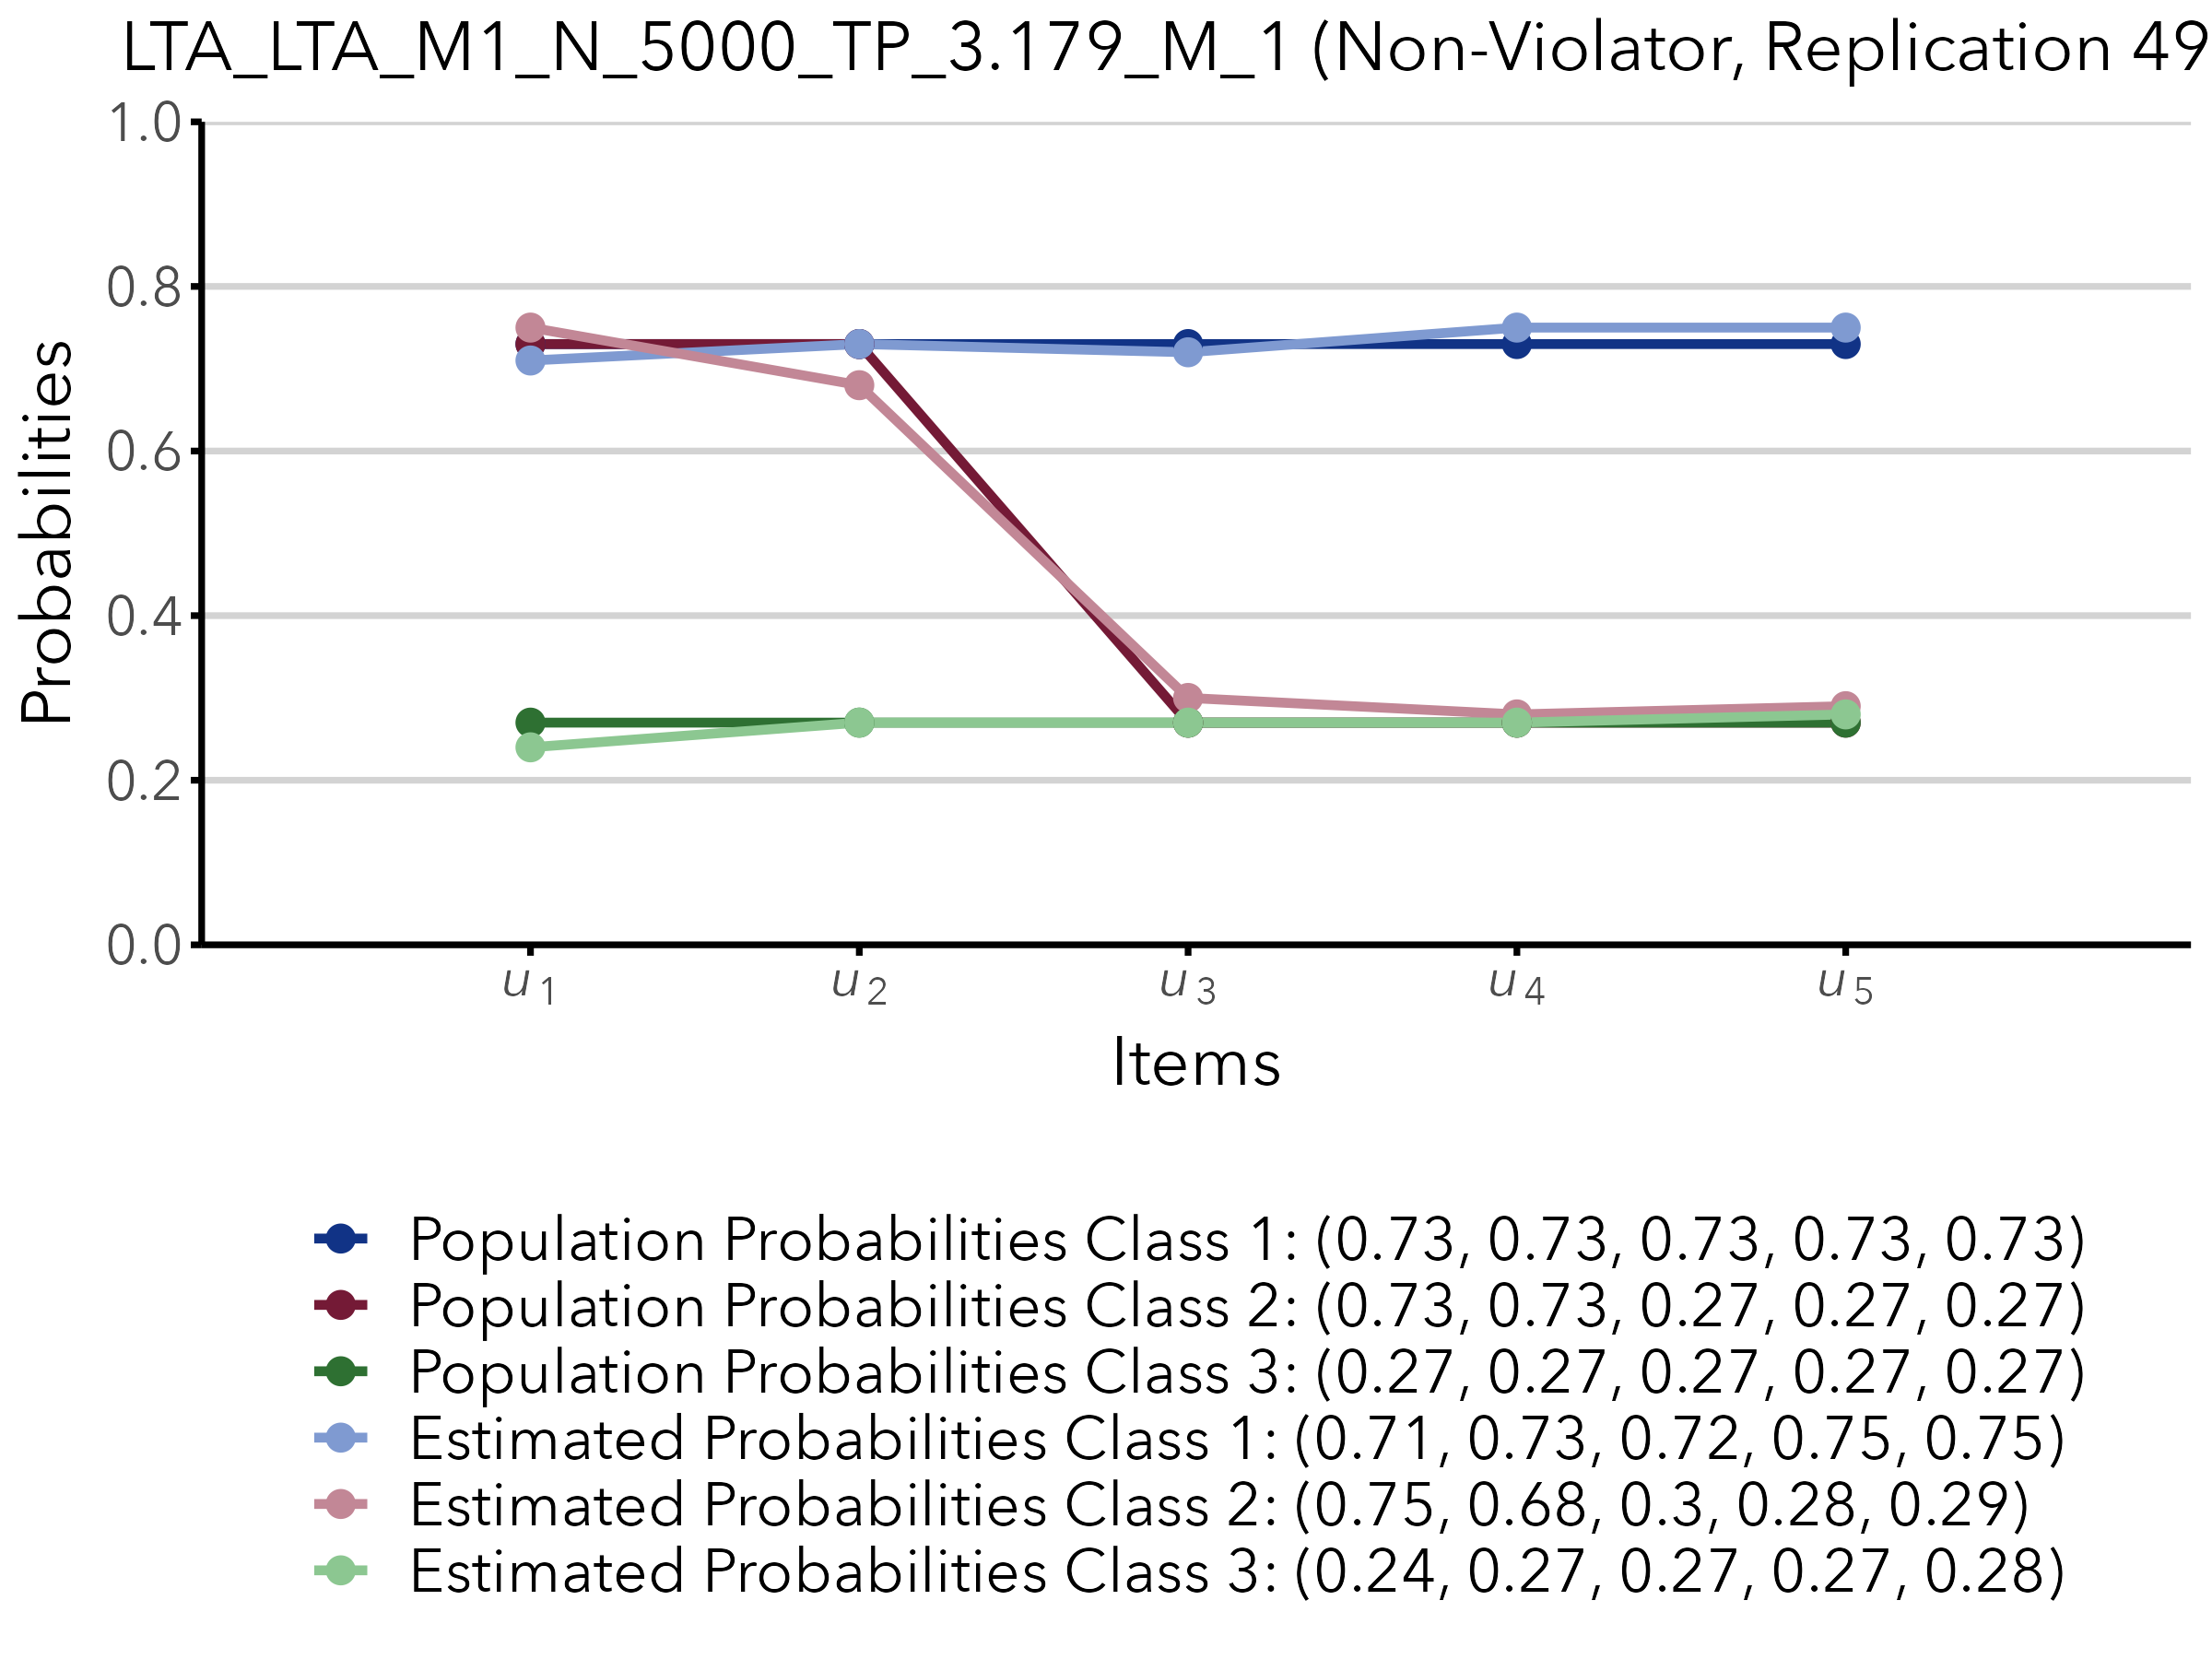 LTA_LTA_M1_N_5000_TP_3.179_M_1 (Non-Violator, Replication 49
Probabilities
1.0
0.8
0.6
0.4
0.2
0.0
u1 u2 u3 u4 u5
Items
Population Probabilities Class 1: (0.73, 0.73, 0.73, 0.73, 0.73)
Population Probabilities Class 2: (0.73, 0.73, 0.27, 0.27, 0.27)
Population Probabilities Class 3: (0.27, 0.27, 0.27, 0.27, 0.27)
Estimated Probabilities Class 1: (0.71, 0.73, 0.72, 0.75, 0.75)
Estimated Probabilities Class 2: (0.75, 0.68, 0.3, 0.28, 0.29)
Estimated Probabilities Class 3: (0.24, 0.27, 0.27, 0.27, 0.28)